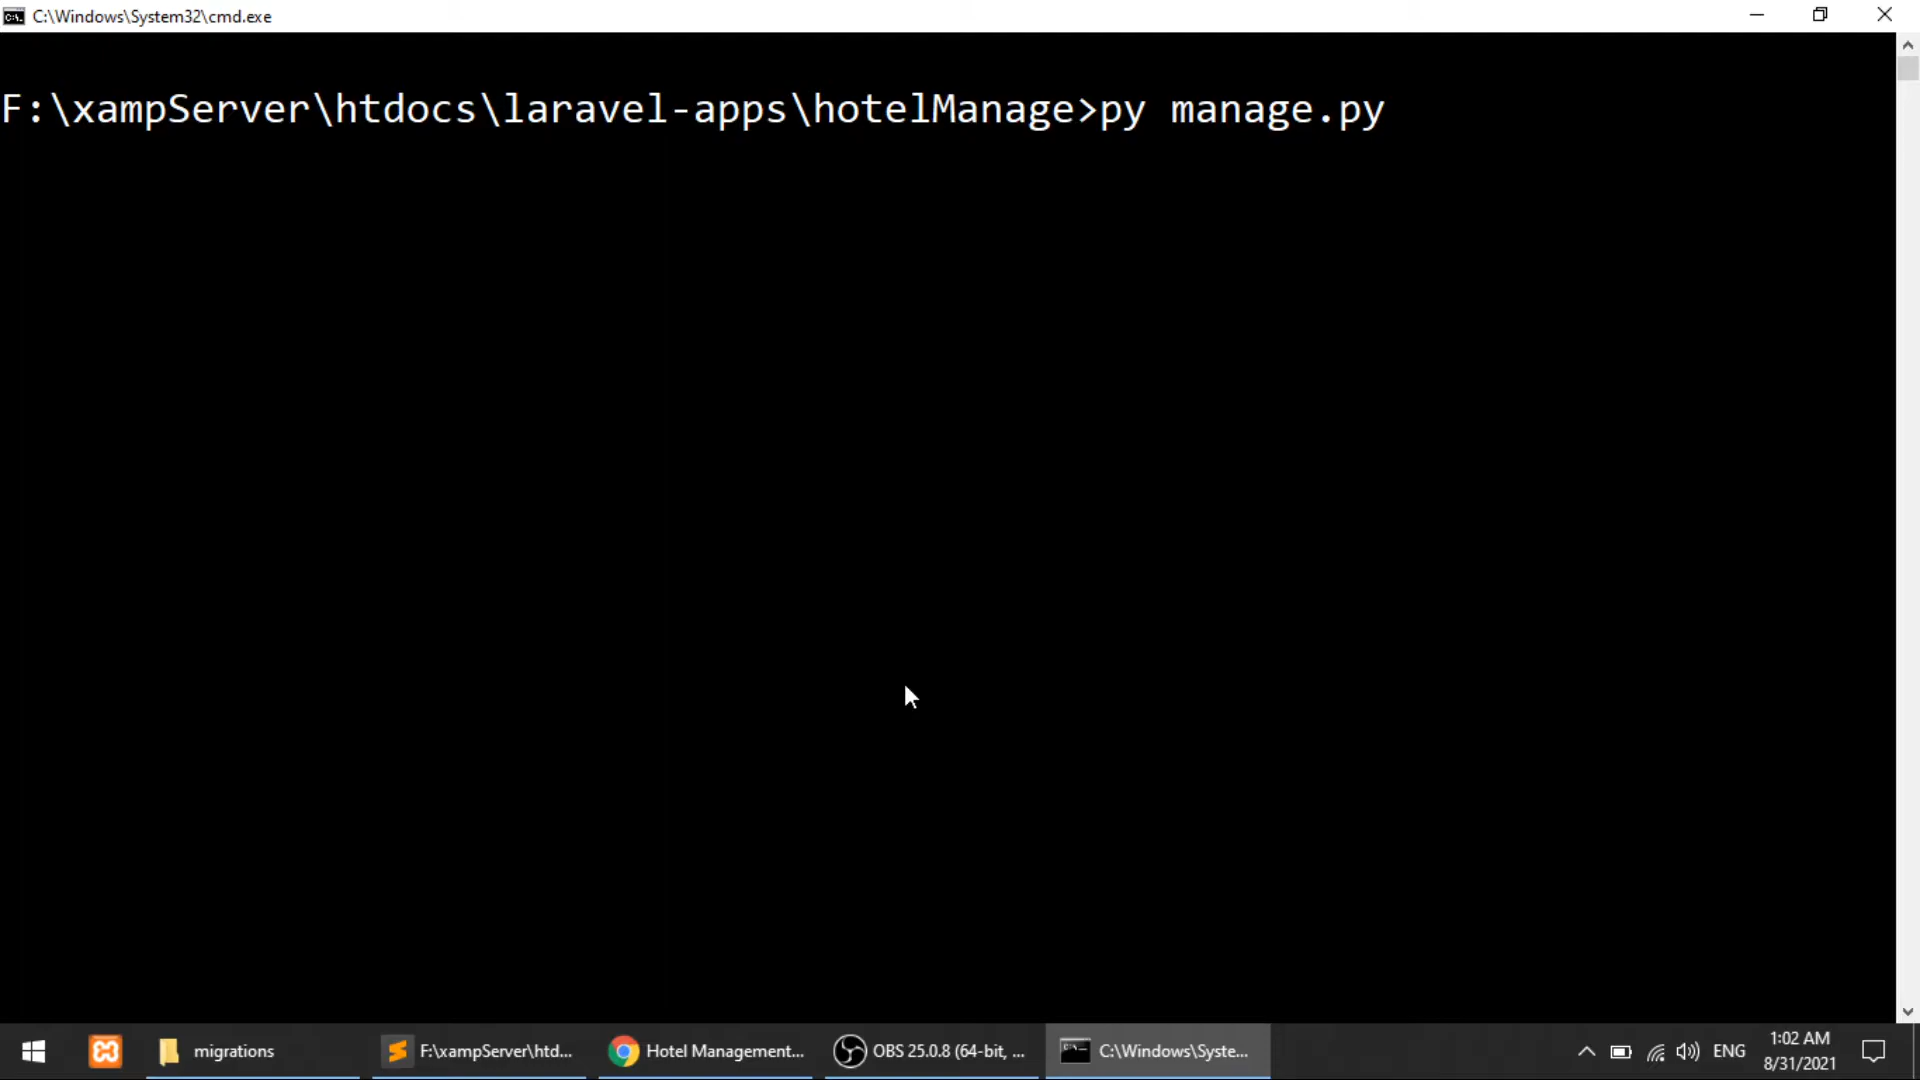 C:\Windows\System32\cmd.exe
F:\xampServer\htdocs\laravel-apps\hotelManage>py manage.py
migrations
F:\xampServer\htd...
Hotel Management...
OBS 25.0.8 (64-bit, ...
C:\Windows\Syste...
ENG
1:02 AM
8/31/2021